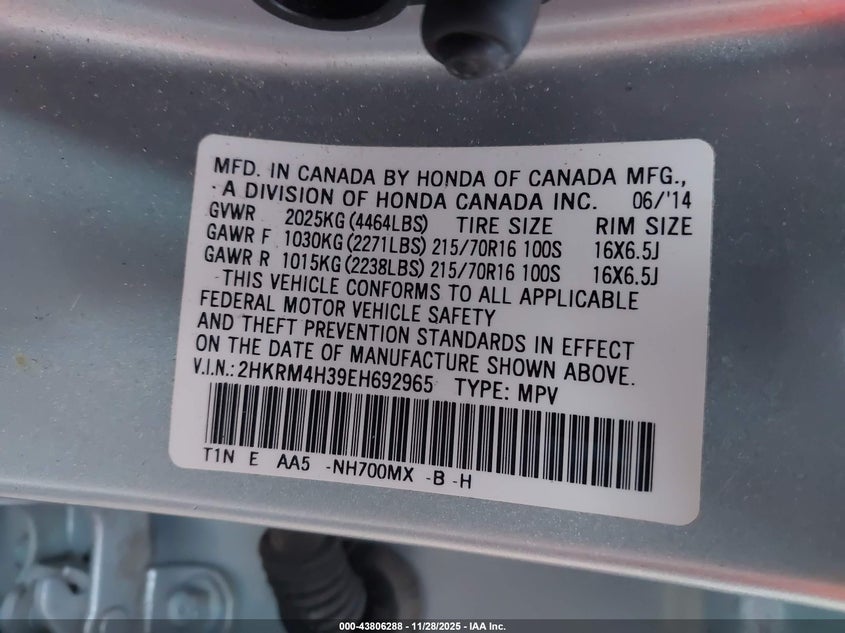 MFD. IN CANADA BY HONDA OF CANADA MFG.,
A DIVISION OF HONDA CANADA INC. 06/'14
GVWR 2025KG (4464LBS) TIRE SIZE RIM SIZE
GAWR F 1030KG (2271LBS) 215/70R16 100S 16X6.5J
GAWR R 1015KG (2238LBS) 215/70R16 100S 16X6.5J
THIS VEHICLE CONFORMS TO ALL APPLICABLE
FEDERAL MOTOR VEHICLE SAFETY
AND THEFT PREVENTION STANDARDS IN EFFECT
ON THE DATE OF MANUFACTURE SHOWN ABOVE.
V.I.N.: 2HKRM4H39EH692965 TYPE: MPV
T1N E AA5 -NH700MX -B -H
000-43806288 - 11/28/2025 - IAA Inc.